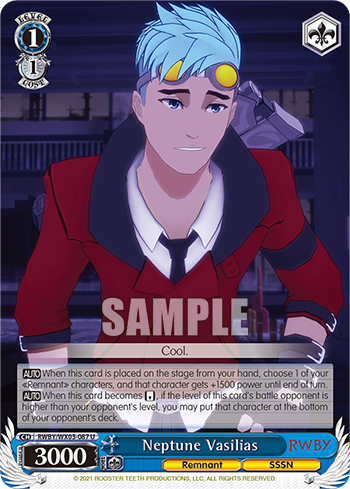 LEVEL
1
1
COST
SAMPLE
Cool.
AUTO When this card is placed on the stage from your hand, choose 1 of your
«Remnant» characters, and that character gets +1500 power until end of turn.
AUTO When this card becomes , if the level of this card's battle opponent is
higher than your opponent's level, you may put that character at the bottom
of your opponent's deck.
CH RWBY/WX03-087 U
POWER 3000 SOUL Neptune Vasilias RWBY
Remnant SSSN
© 2021 ROOSTER TEETH PRODUCTIONS, LLC, ALL RIGHTS RESERVED.